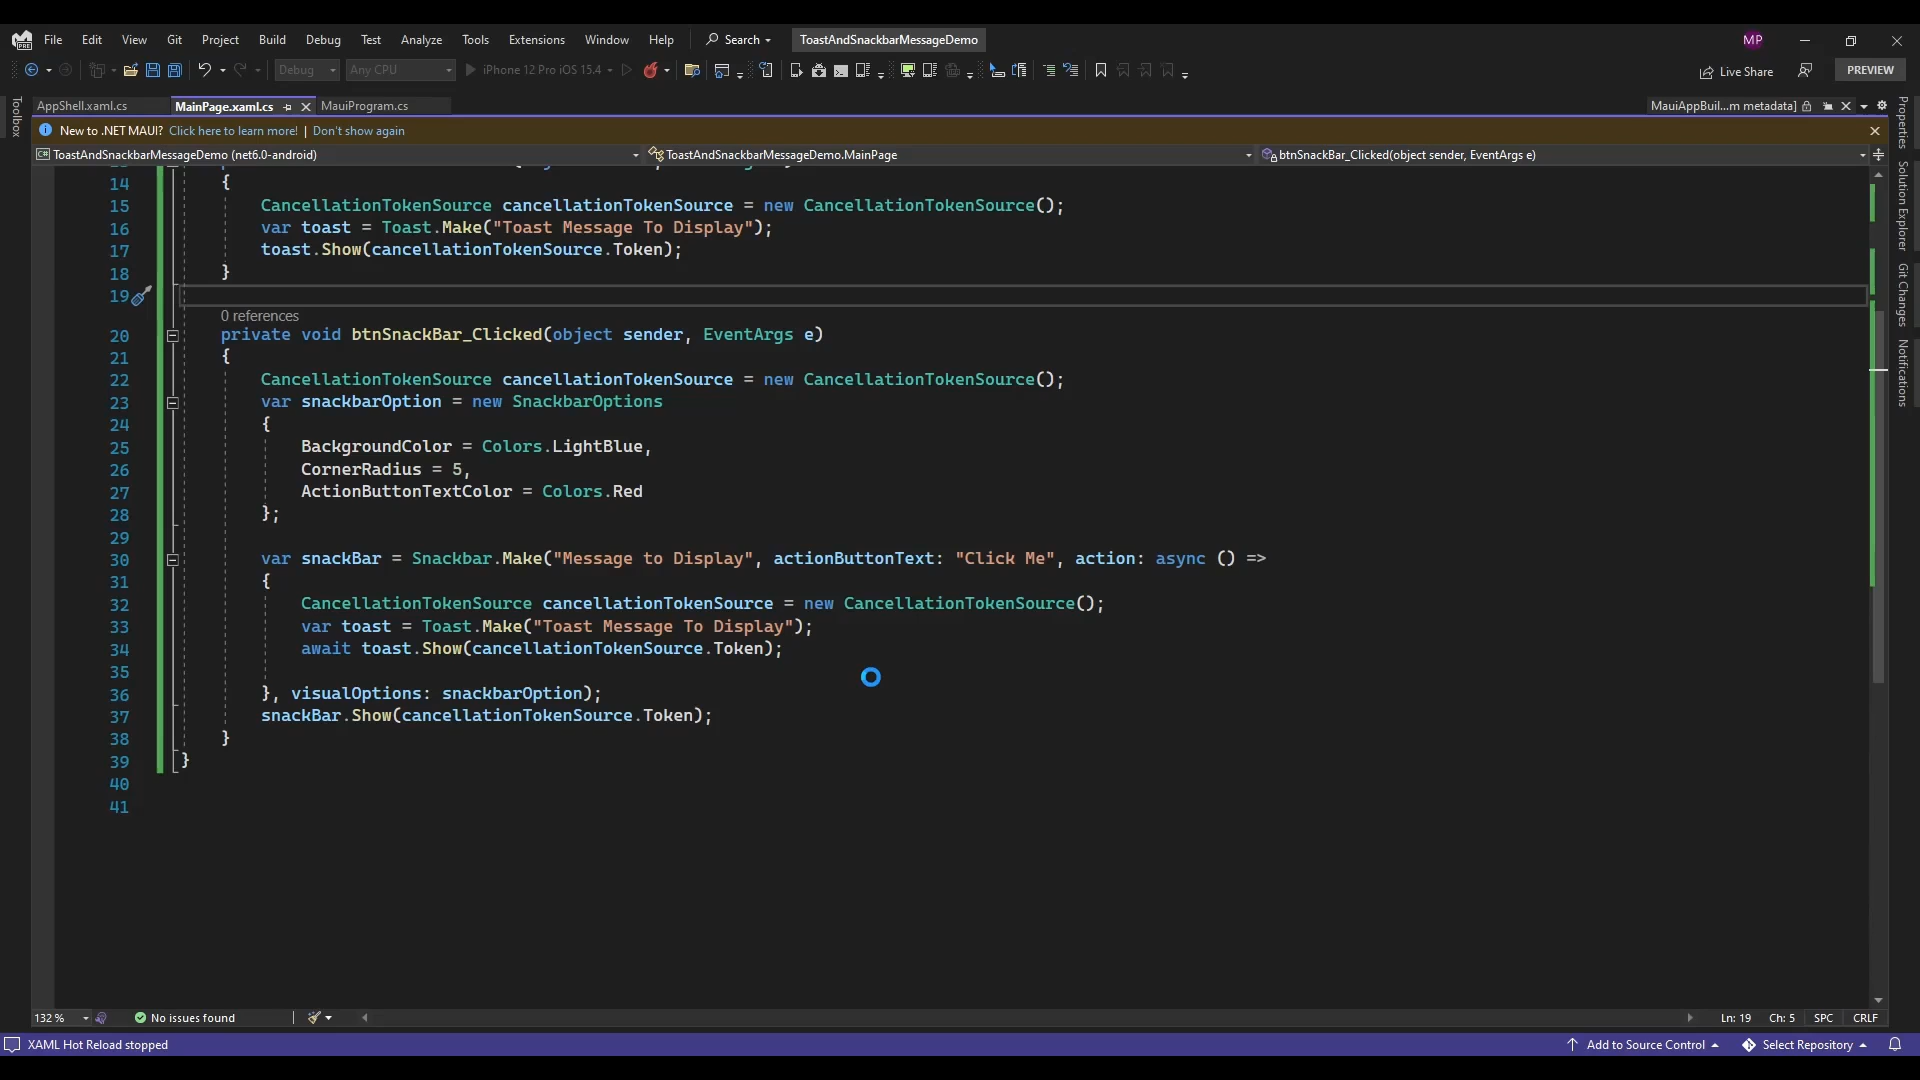 File Edit View Git Project Build Debug Test Analyze Tools Extensions Window Help Search ToastAndSnackbarMessageDemo MP
Debug Any CPU iPhone 12 Pro iOS 15.4 Live Share PREVIEW
AppShell.xaml.cs MainPage.xaml.cs MauiProgram.cs MauiAppBuil...m metadata]
New to .NET MAUI? Click here to learn more! | Don't show again
ToastAndSnackbarMessageDemo (net6.0-android) ToastAndSnackbarMessageDemo.MainPage btnSnackBar_Clicked(object sender, EventArgs e)
Toolbox
Properties
Solution Explorer
Git Changes
Notifications
14 {
15 CancellationTokenSource cancellationTokenSource = new CancellationTokenSource();
16 var toast = Toast.Make("Toast Message To Display");
17 toast.Show(cancellationTokenSource.Token);
18 }
19
0 references
20 private void btnSnackBar_Clicked(object sender, EventArgs e)
21 {
22 CancellationTokenSource cancellationTokenSource = new CancellationTokenSource();
23 var snackbarOption = new SnackbarOptions
24 {
25 BackgroundColor = Colors.LightBlue,
26 CornerRadius = 5,
27 ActionButtonTextColor = Colors.Red
28 };
29
30 var snackBar = Snackbar.Make("Message to Display", actionButtonText: "Click Me", action: async () =>
31 {
32 CancellationTokenSource cancellationTokenSource = new CancellationTokenSource();
33 var toast = Toast.Make("Toast Message To Display");
34 await toast.Show(cancellationTokenSource.Token);
35
36 }, visualOptions: snackbarOption);
37 snackBar.Show(cancellationTokenSource.Token);
38 }
39 }
40
41
132 % No issues found Ln: 19 Ch: 5 SPC CRLF
XAML Hot Reload stopped Add to Source Control Select Repository